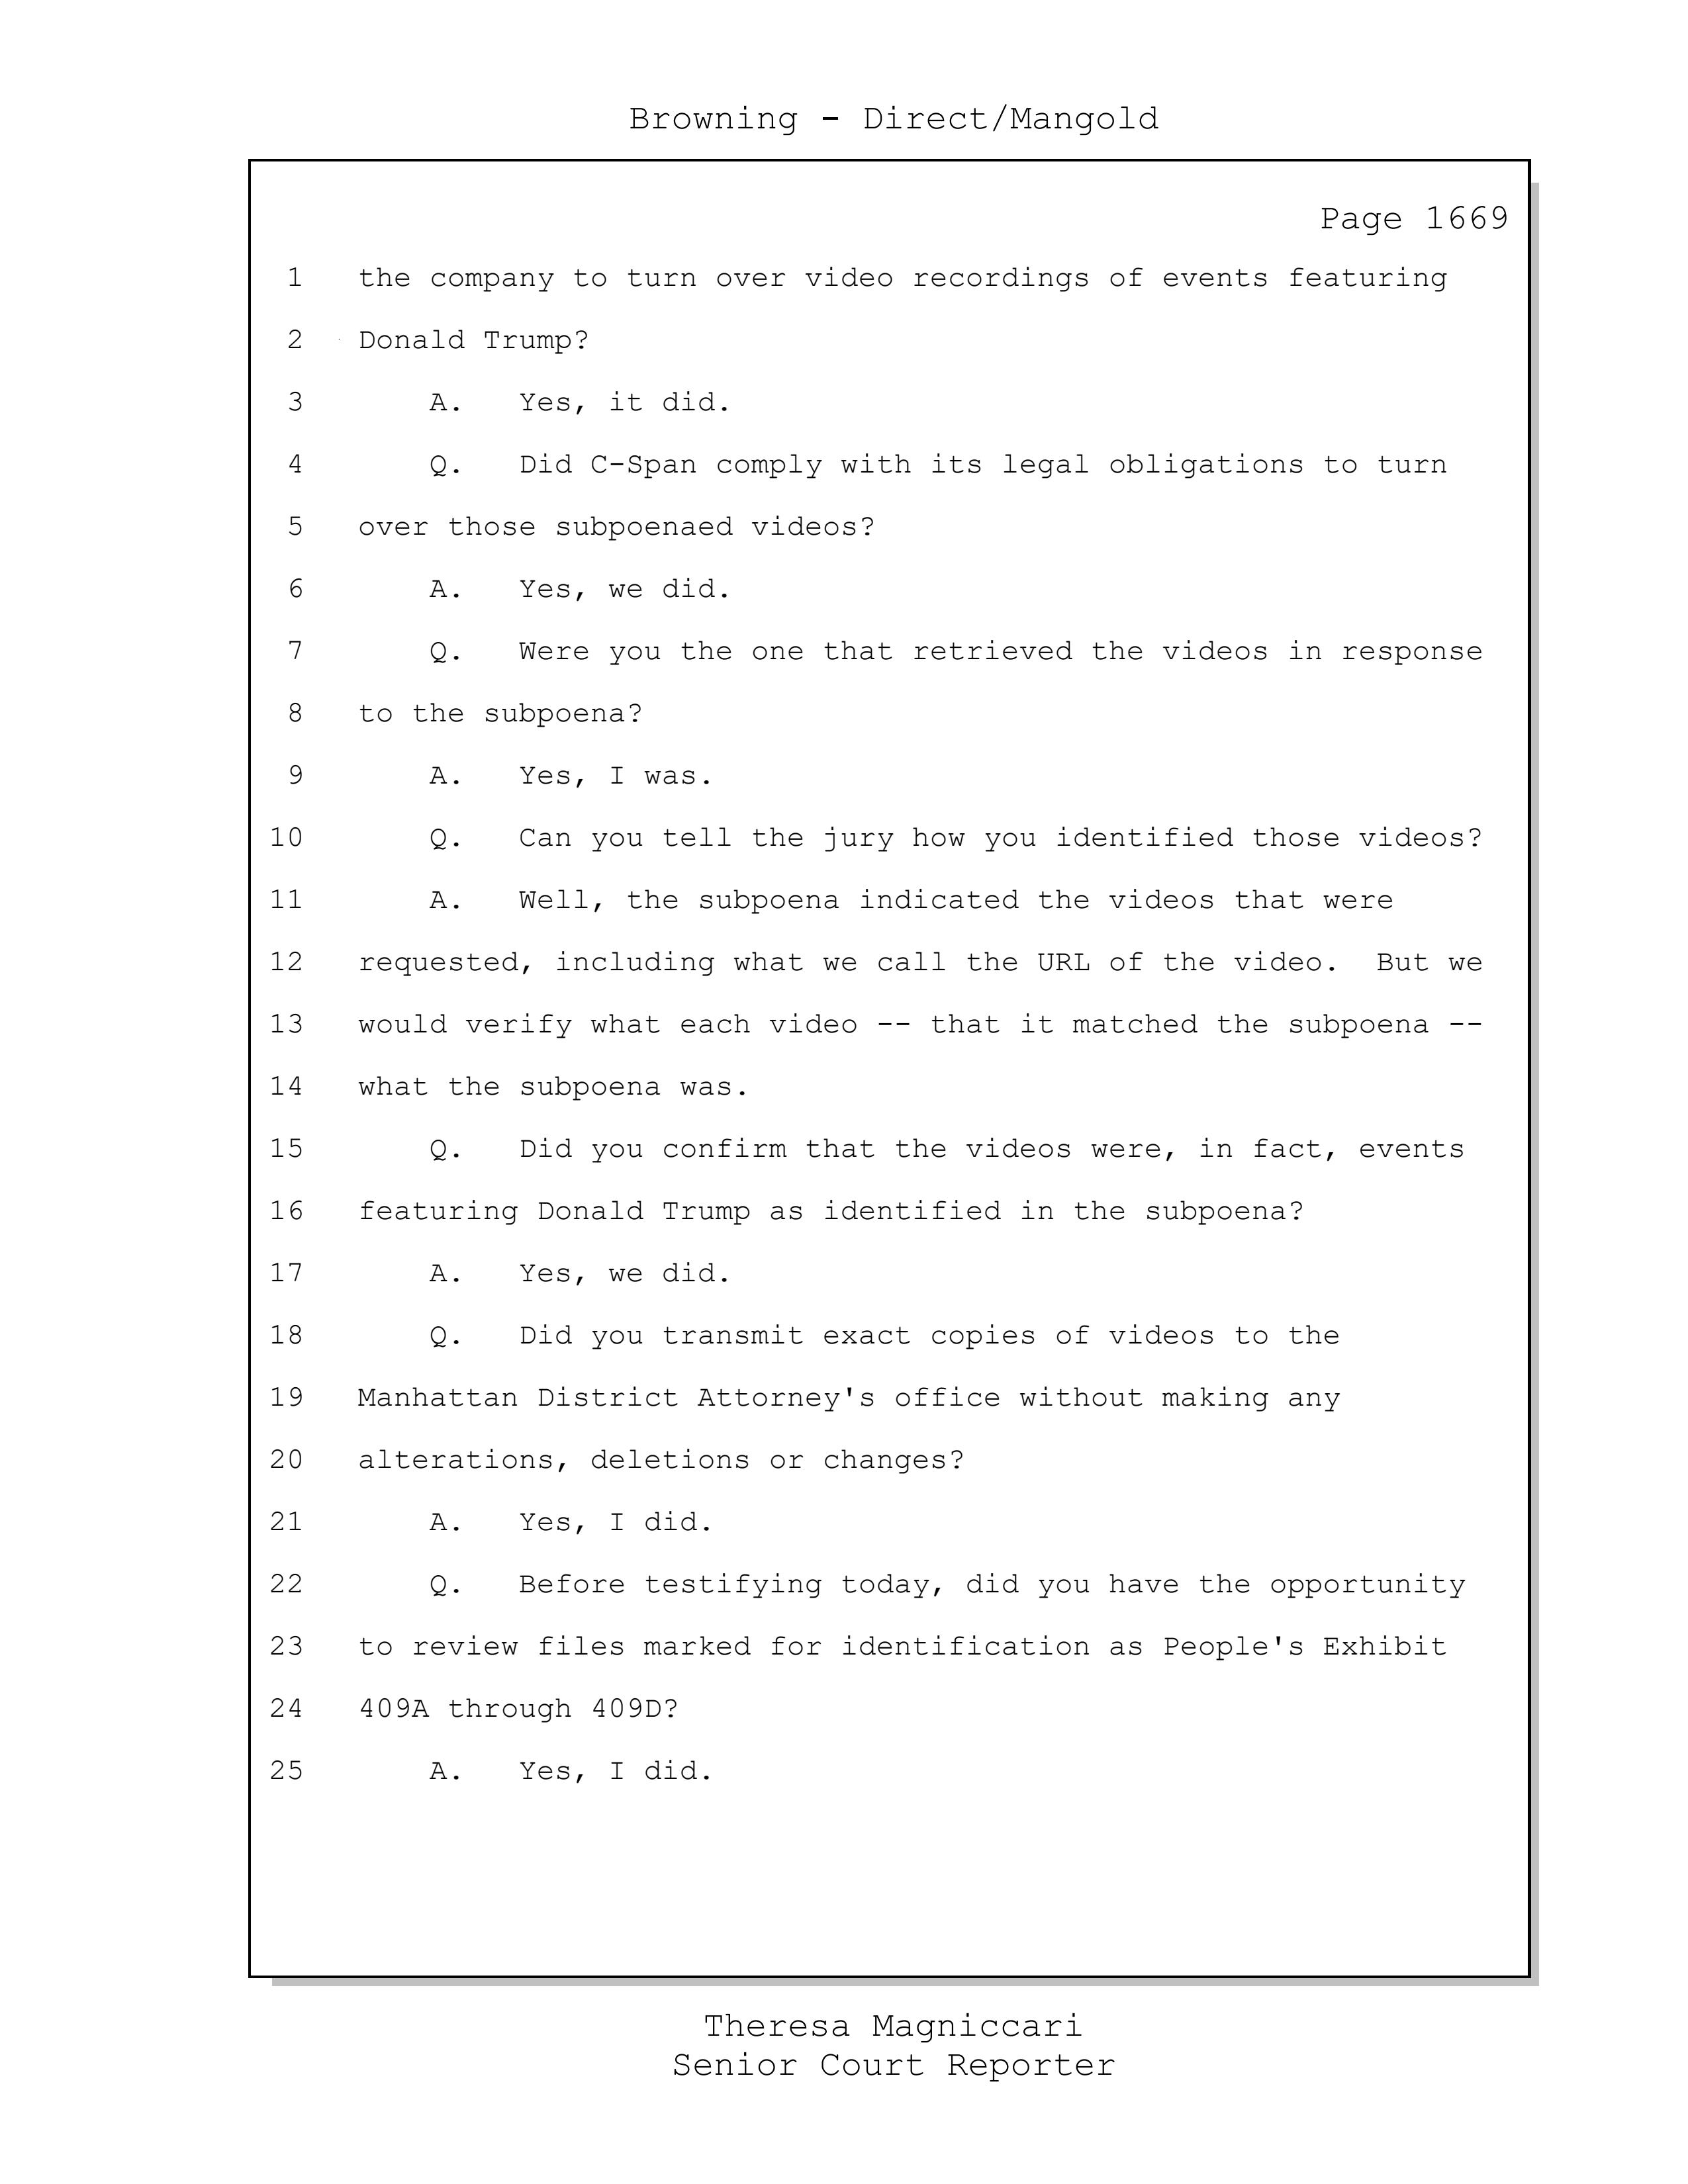 Browning - Direct/Mangold
Page 1669
1 the company to turn over video recordings of events featuring
2 Donald Trump?
3 A. Yes, it did.
4 Q. Did C-Span comply with its legal obligations to turn
5 over those subpoenaed videos?
6 A. Yes, we did.
7 Q. Were you the one that retrieved the videos in response
8 to the subpoena?
9 A. Yes, I was.
10 Q. Can you tell the jury how you identified those videos?
11 A. Well, the subpoena indicated the videos that were
12 requested, including what we call the URL of the video. But we
13 would verify what each video -- that it matched the subpoena --
14 what the subpoena was.
15 Q. Did you confirm that the videos were, in fact, events
16 featuring Donald Trump as identified in the subpoena?
17 A. Yes, we did.
18 Q. Did you transmit exact copies of videos to the
19 Manhattan District Attorney's office without making any
20 alterations, deletions or changes?
21 A. Yes, I did.
22 Q. Before testifying today, did you have the opportunity
23 to review files marked for identification as People's Exhibit
24 409A through 409D?
25 A. Yes, I did.
Theresa Magniccari
Senior Court Reporter